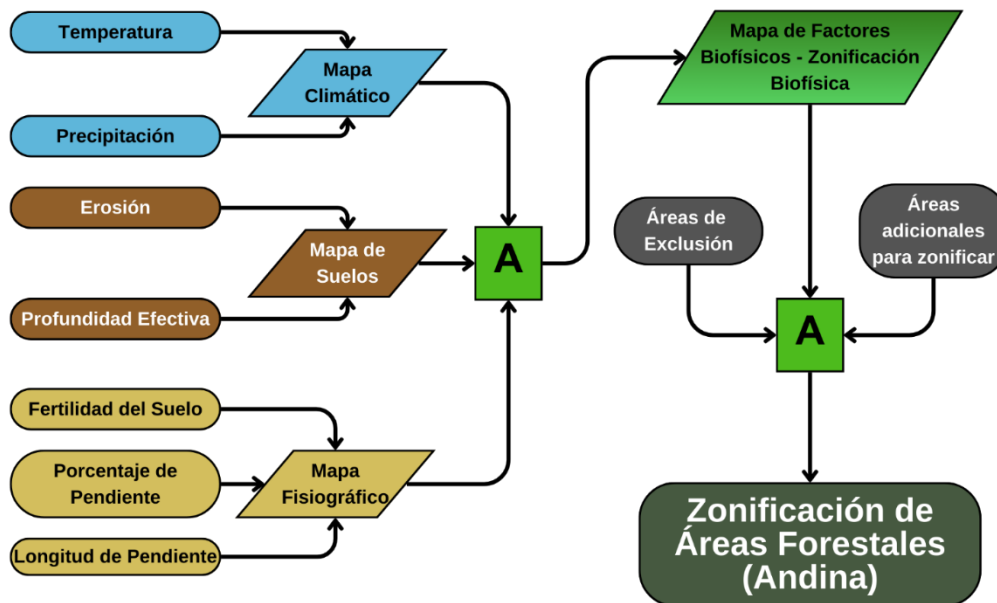 Temperatura
Precipitación
Mapa
Climático
Erosión
Profundidad Efectiva
Mapa de
Suelos
Fertilidad del Suelo
Porcentaje de
Pendiente
Longitud de Pendiente
Mapa
Fisiográfico
A
Mapa de Factores
Biofísicos - Zonificación
Biofísica
Áreas de
Exclusión
Áreas
adicionales
para zonificar
A
Zonificación de
Áreas Forestales
(Andina)